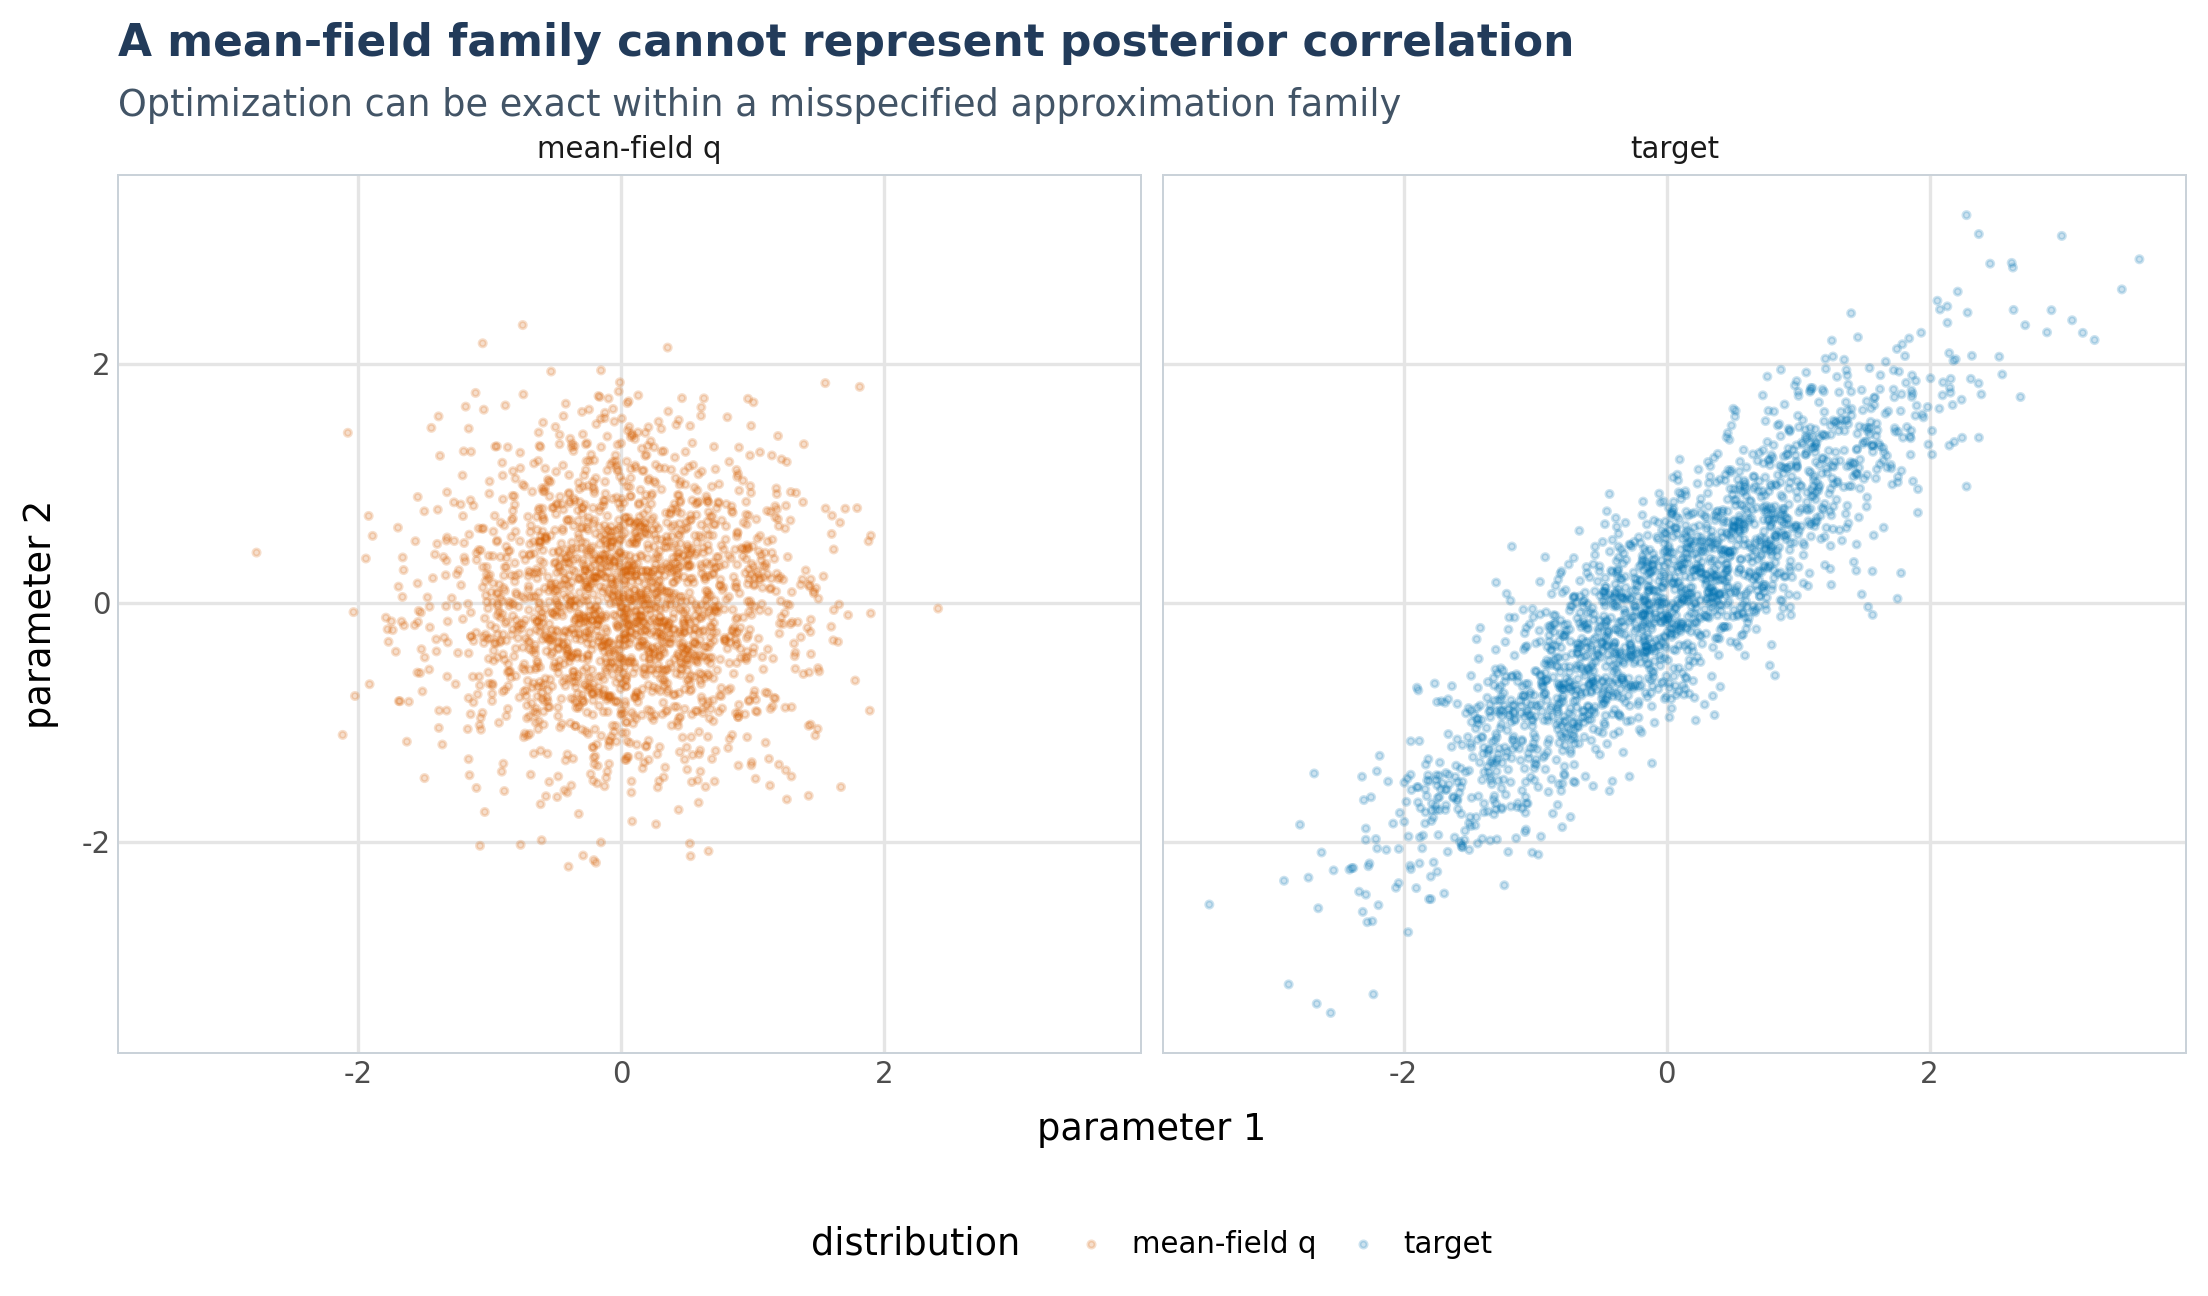 A mean-field family cannot represent posterior correlation
Optimization can be exact within a misspecified approximation family
mean-field q
target
parameter 2
2
0
-2
-2
0
2
-2
0
2
parameter 1
distribution
mean-field q
target